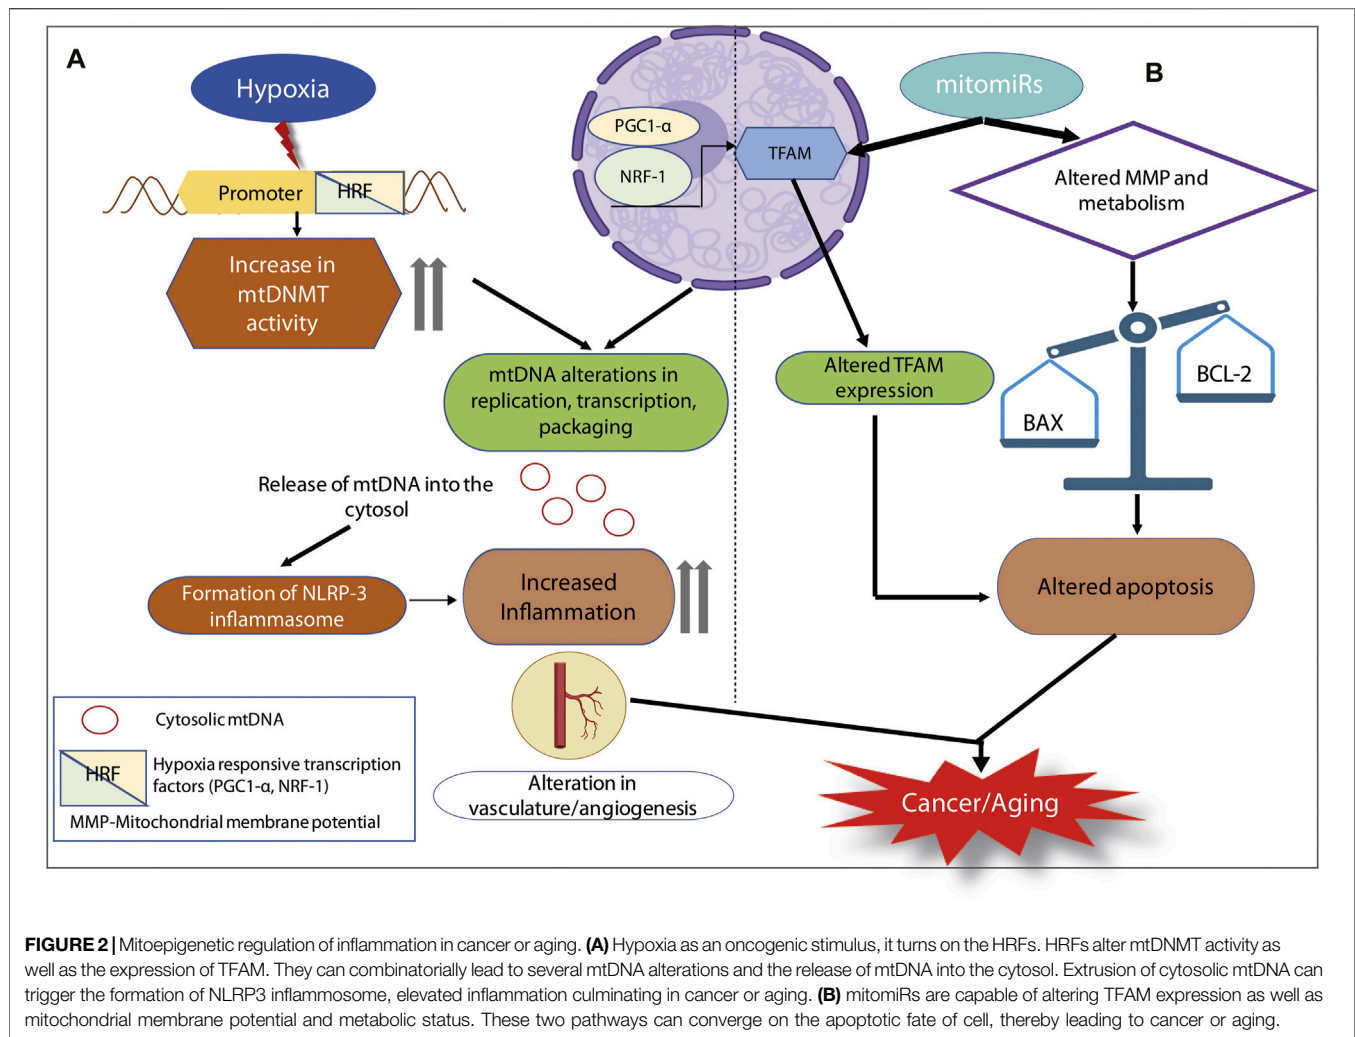 A
Hypoxia
Promoter
HRF
Increase in
mtDNMT
activity
PGC1-α
NRF-1
TFAM
mitomiRs
B
Altered MMP and
metabolism
mtDNA alterations in
replication, transcription,
packaging
Altered TFAM
expression
BAX
BCL-2
Release of mtDNA into the
cytosol
Formation of NLRP-3
inflammasome
Increased
Inflammation
Altered apoptosis
Cytosolic mtDNA
HRF
Hypoxia responsive transcription
factors (PGC1-α, NRF-1)
MMP-Mitochondrial membrane potential
Alteration in
vasculature/angiogenesis
Cancer/Aging
FIGURE 2 | Mitoepigenetic regulation of inflammation in cancer or aging. (A) Hypoxia as an oncogenic stimulus, it turns on the HRFs. HRFs alter mtDNMT activity as
well as the expression of TFAM. They can combinatorially lead to several mtDNA alterations and the release of mtDNA into the cytosol. Extrusion of cytosolic mtDNA can
trigger the formation of NLRP3 inflammosome, elevated inflammation culminating in cancer or aging. (B) mitomiRs are capable of altering TFAM expression as well as
mitochondrial membrane potential and metabolic status. These two pathways can converge on the apoptotic fate of cell, thereby leading to cancer or aging.